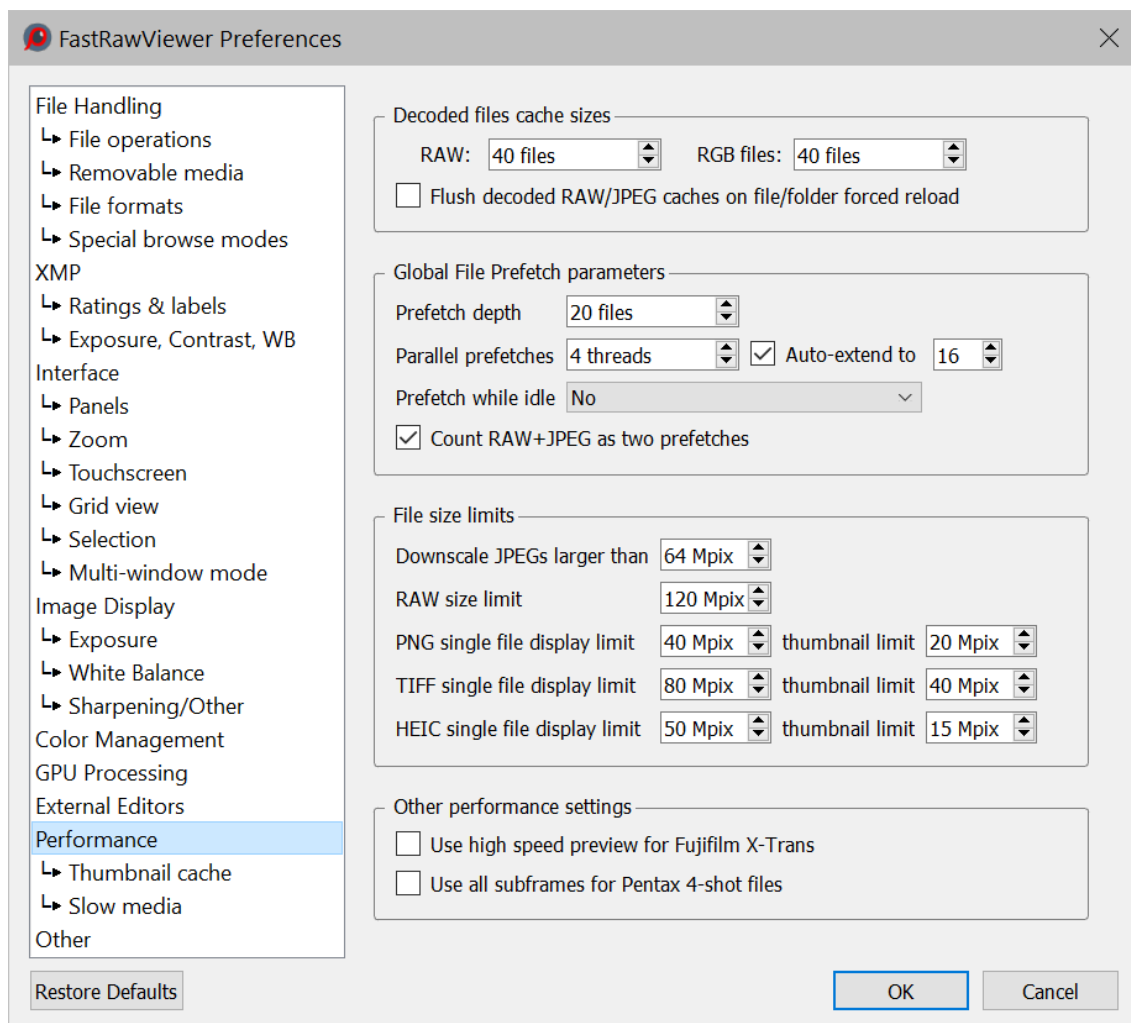 FastRawViewer Preferences
File Handling
File operations
Removable media
File formats
Special browse modes
XMP
Ratings & labels
Exposure, Contrast, WB
Interface
Panels
Zoom
Touchscreen
Grid view
Selection
Multi-window mode
Image Display
Exposure
White Balance
Sharpening/Other
Color Management
GPU Processing
External Editors
Performance
Thumbnail cache
Slow media
Other
Decoded files cache sizes
RAW: 40 files RGB files: 40 files
Flush decoded RAW/JPEG caches on file/folder forced reload
Global File Prefetch parameters
Prefetch depth 20 files
Parallel prefetches 4 threads Auto-extend to 16
Prefetch while idle No
Count RAW+JPEG as two prefetches
File size limits
Downscale JPEGs larger than 64 Mpix
RAW size limit 120 Mpix
PNG single file display limit 40 Mpix thumbnail limit 20 Mpix
TIFF single file display limit 80 Mpix thumbnail limit 40 Mpix
HEIC single file display limit 50 Mpix thumbnail limit 15 Mpix
Other performance settings
Use high speed preview for Fujifilm X-Trans
Use all subframes for Pentax 4-shot files
Restore Defaults OK Cancel